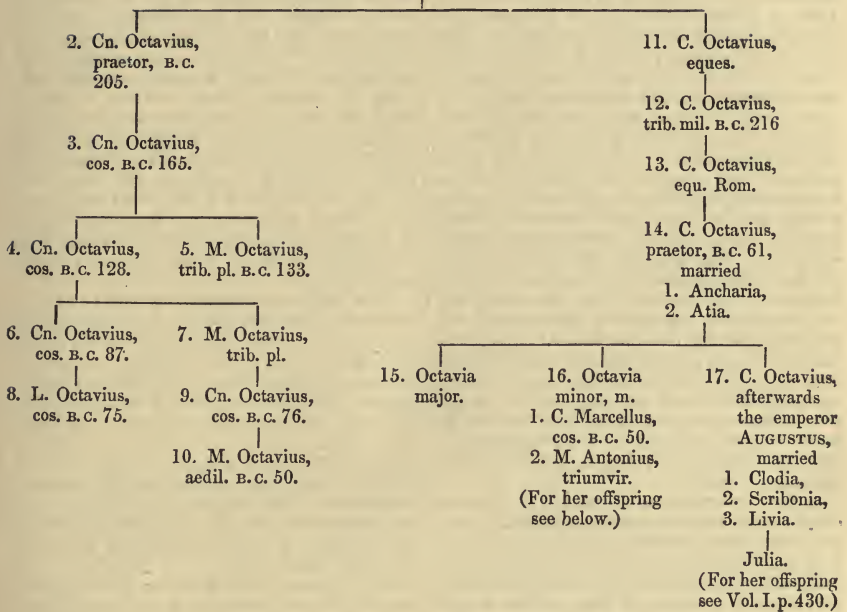 2. Cn. Octavius,
praetor, B.C.
205.
3. Cn. Octavius,
cos. B.C. 165.
4. Cn. Octavius,
cos. B.C. 128.
5. M. Octavius,
trib. pl. B.C. 133.
6. Cn. Octavius,
cos. B.C. 87.
7. M. Octavius,
trib. pl.
8. L. Octavius,
cos. B.C. 75.
9. Cn. Octavius,
cos. B.C. 76.
10. M. Octavius,
aedil. B.C. 50.
11. C. Octavius,
eques.
12. C. Octavius,
trib. mil. B.C. 216
13. C. Octavius,
equ. Rom.
14. C. Octavius,
praetor, B.C. 61,
married
1. Ancharia,
2. Atia.
15. Octavia
major.
16. Octavia
minor, m.
1. C. Marcellus,
cos. B.C. 50.
2. M. Antonius,
triumvir.
(For her offspring
see below.)
17. C. Octavius,
afterwards
the emperor
AUGUSTUS,
married
1. Clodia,
2. Scribonia,
3. Livia.
Julia.
(For her offspring
see Vol. I. p. 430.)